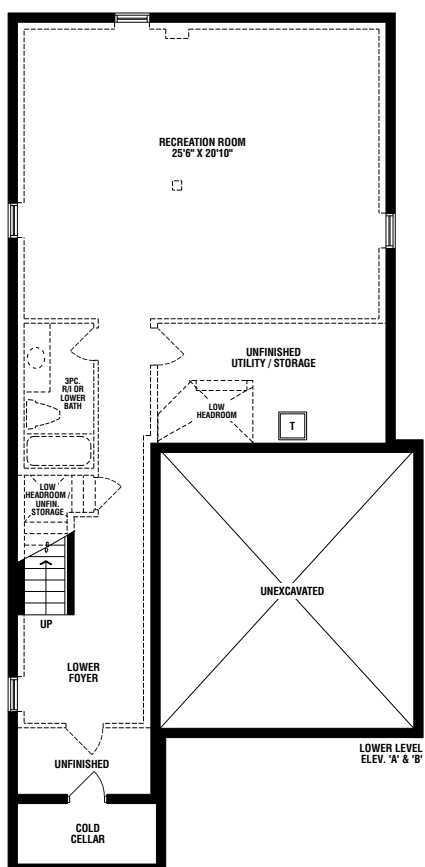 RECREATION ROOM
25'6" X 20'10"
UNFINISHED
UTILITY / STORAGE
3PC.
R/I OR
LOWER
BATH
LOW
HEADROOM
T
LOW
HEADROOM /
UNFIN.
STORAGE
UNEXCAVATED
UP
LOWER
FOYER
LOWER LEVEL
ELEV. 'A' & 'B'
UNFINISHED
COLD
CELLAR